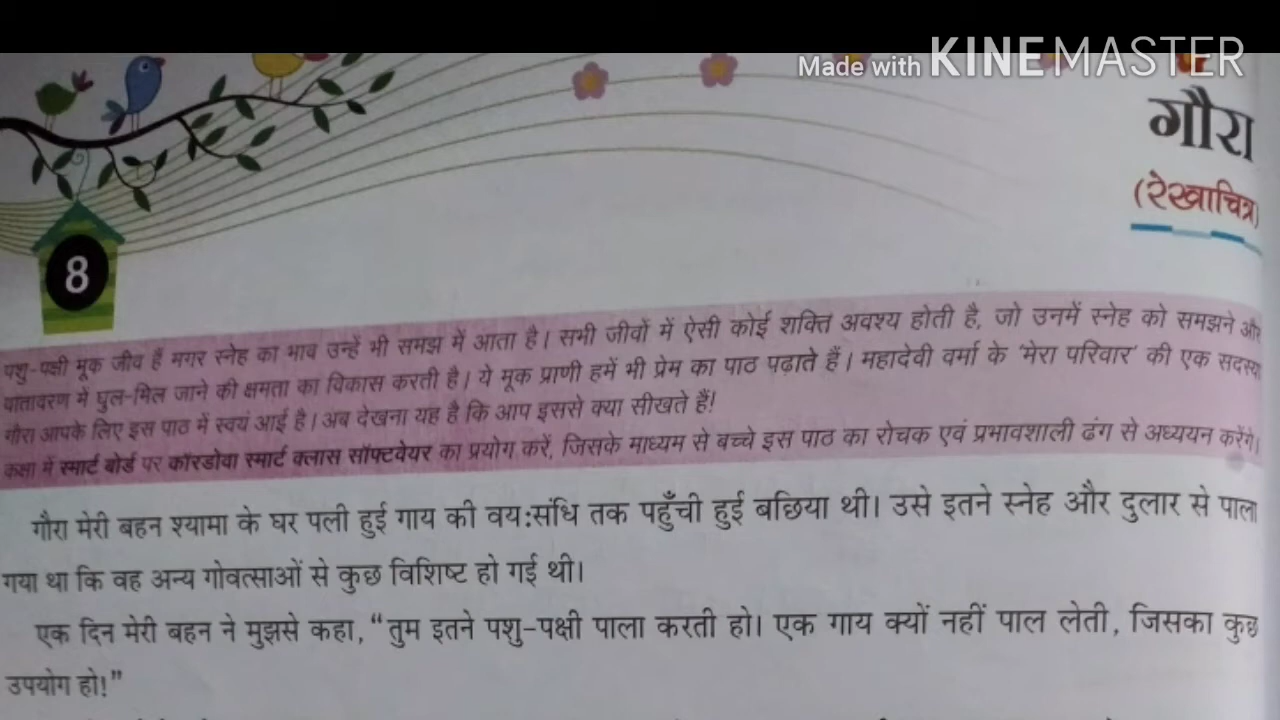 Made with KINEMASTER
गौरा
(रेखाचित्र)
8
पशु-पक्षी मूक जीव हैं मगर स्नेह का भाव उन्हें भी समझ में आता है। सभी जीवों में ऐसी कोई शक्ति अवश्य होती है, जो उनमें स्नेह को समझने और
वातावरण में घुल-मिल जाने की क्षमता का विकास करती है। ये मूक प्राणी हमें भी प्रेम का पाठ पढ़ाते हैं। महादेवी वर्मा के 'मेरा परिवार' की एक सदस्या
गौरा आपके लिए इस पाठ में स्वयं आई है। अब देखना यह है कि आप इससे क्या सीखते हैं!
कक्षा में स्मार्ट बोर्ड पर कॉरडोवा स्मार्ट क्लास सॉफ्टवेयर का प्रयोग करें, जिसके माध्यम से बच्चे इस पाठ का रोचक एवं प्रभावशाली ढंग से अध्ययन करेंगे।
गौरा मेरी बहन श्यामा के घर पली हुई गाय की वय:संधि तक पहुँची हुई बछिया थी। उसे इतने स्नेह और दुलार से पाला
गया था कि वह अन्य गोवत्साओं से कुछ विशिष्ट हो गई थी।
एक दिन मेरी बहन ने मुझसे कहा, “तुम इतने पशु-पक्षी पाला करती हो। एक गाय क्यों नहीं पाल लेती, जिसका कुछ
उपयोग हो!”